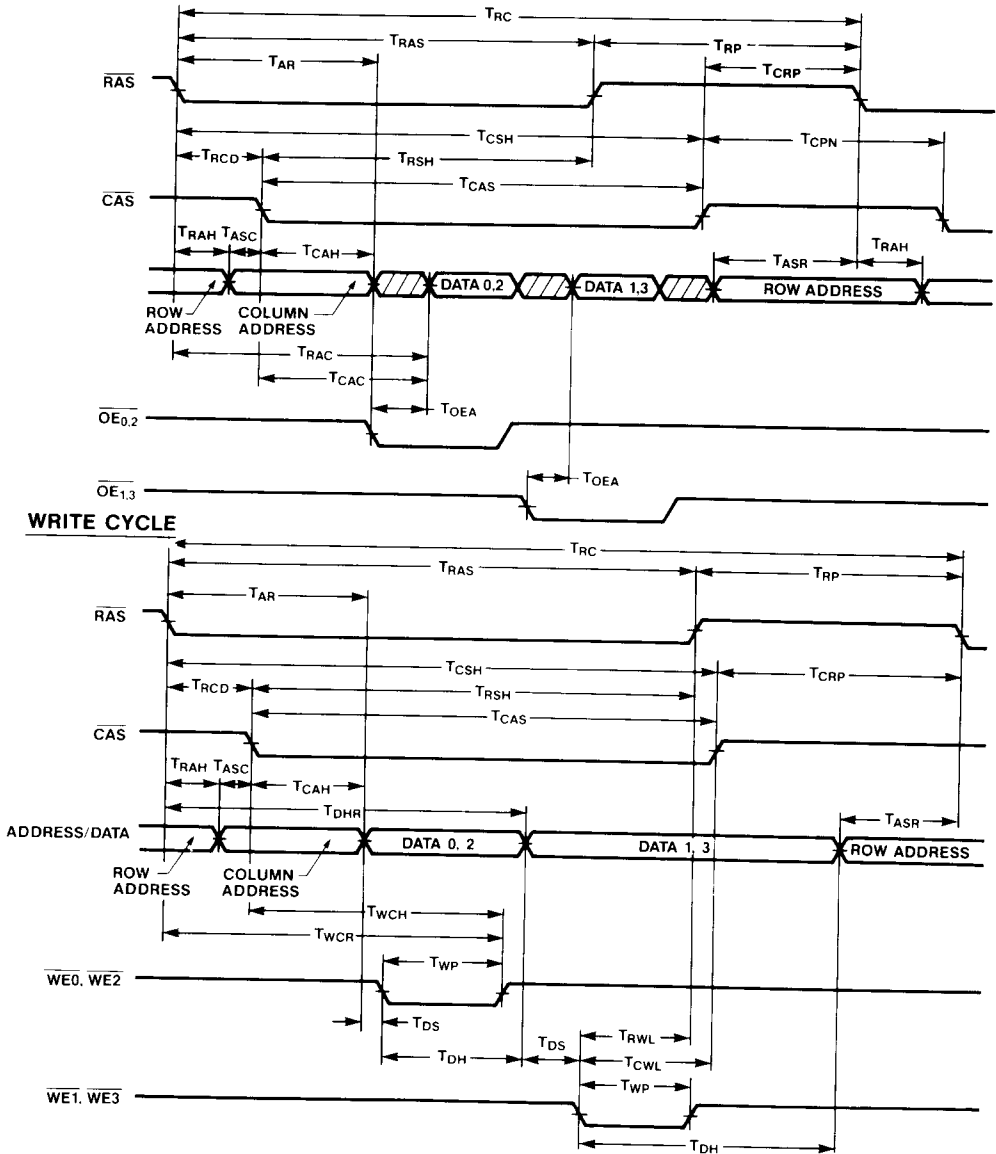 TRC
TRAS
TRP
TAR
TCRP
RAS
TCSH
TCPN
TRCD
TRSH
TCAS
CAS
TRAH TASC
TCAH
TASR
TRAH
DATA 0,2
DATA 1,3
ROW ADDRESS
ROW ADDRESS
COLUMN ADDRESS
TRAC
TCAC
TOEA
OE0,2
TOEA
OE1,3
WRITE CYCLE
TRC
TRAS
TRP
TAR
RAS
TCSH
TCRP
TRCD
TRSH
TCAS
CAS
TRAH TASC
TCAH
TDHR
TASR
ADDRESS/DATA
DATA 0, 2
DATA 1, 3
ROW ADDRESS
ROW ADDRESS
COLUMN ADDRESS
TWCH
TWCR
TWP
WE0, WE2
TDS
TRWL
TDS
TDH
TCWL
TWP
WE1, WE3
TDH